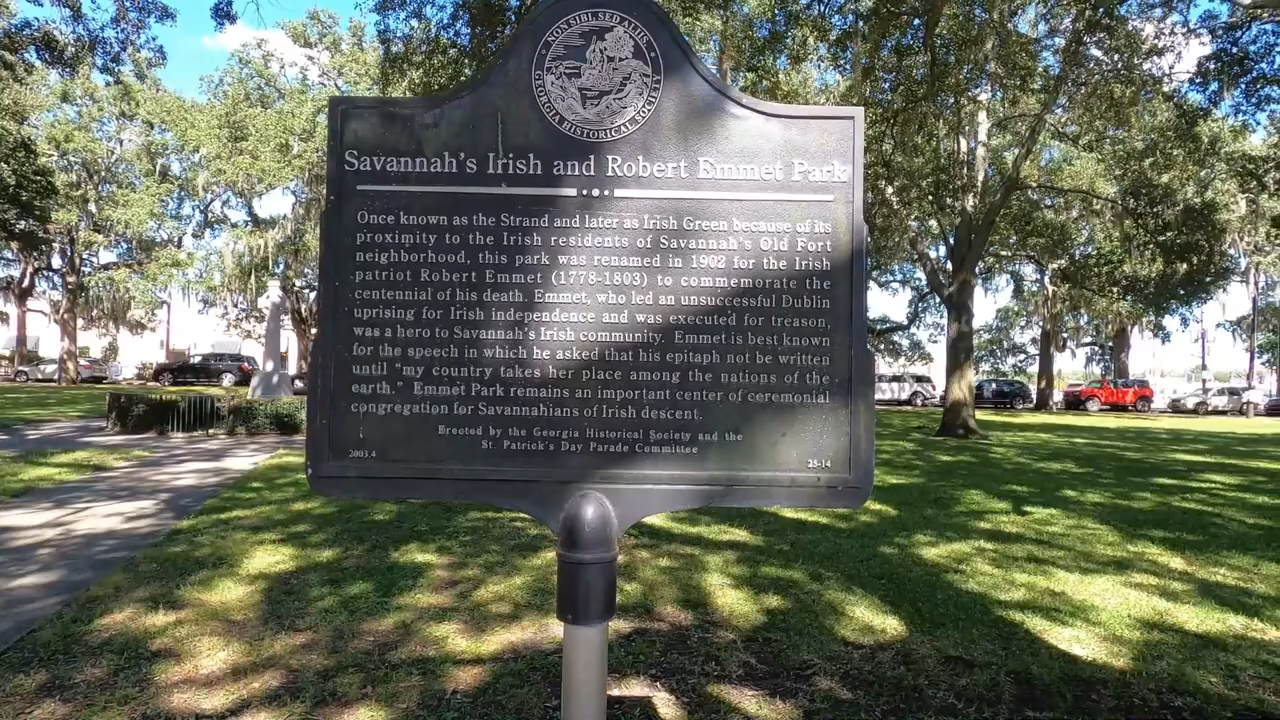 NON SIBI, SED ALIIS
GEORGIA HISTORICAL SOCIETY
Savannah's Irish and Robert Emmet Park
Once known as the Strand and later as Irish Green because of its
proximity to the Irish residents of Savannah's Old Fort
neighborhood, this park was renamed in 1902 for the Irish
patriot Robert Emmet (1778-1803) to commemorate the
centennial of his death. Emmet, who led an unsuccessful Dublin
uprising for Irish independence and was executed for treason,
was a hero to Savannah's Irish community. Emmet is best known
for the speech in which he asked that his epitaph not be written
until "my country takes her place among the nations of the
earth." Emmet Park remains an important center of ceremonial
congregation for Savannahians of Irish descent.
Erected by the Georgia Historical Society and the
St. Patrick's Day Parade Committee
2003.4
25-14